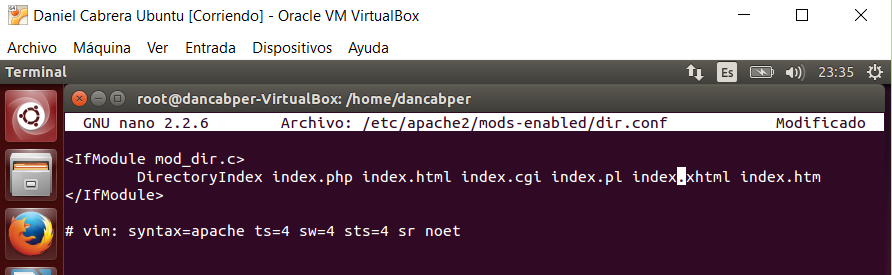 Daniel Cabrera Ubuntu [Corriendo] - Oracle VM VirtualBox
Archivo Máquina Ver Entrada Dispositivos Ayuda
Terminal Es 23:35
root@dancabper-VirtualBox: /home/dancabper
GNU nano 2.2.6 Archivo: /etc/apache2/mods-enabled/dir.conf Modificado
<IfModule mod_dir.c>
DirectoryIndex index.php index.html index.cgi index.pl index.xhtml index.htm
</IfModule>
# vim: syntax=apache ts=4 sw=4 sts=4 sr noet